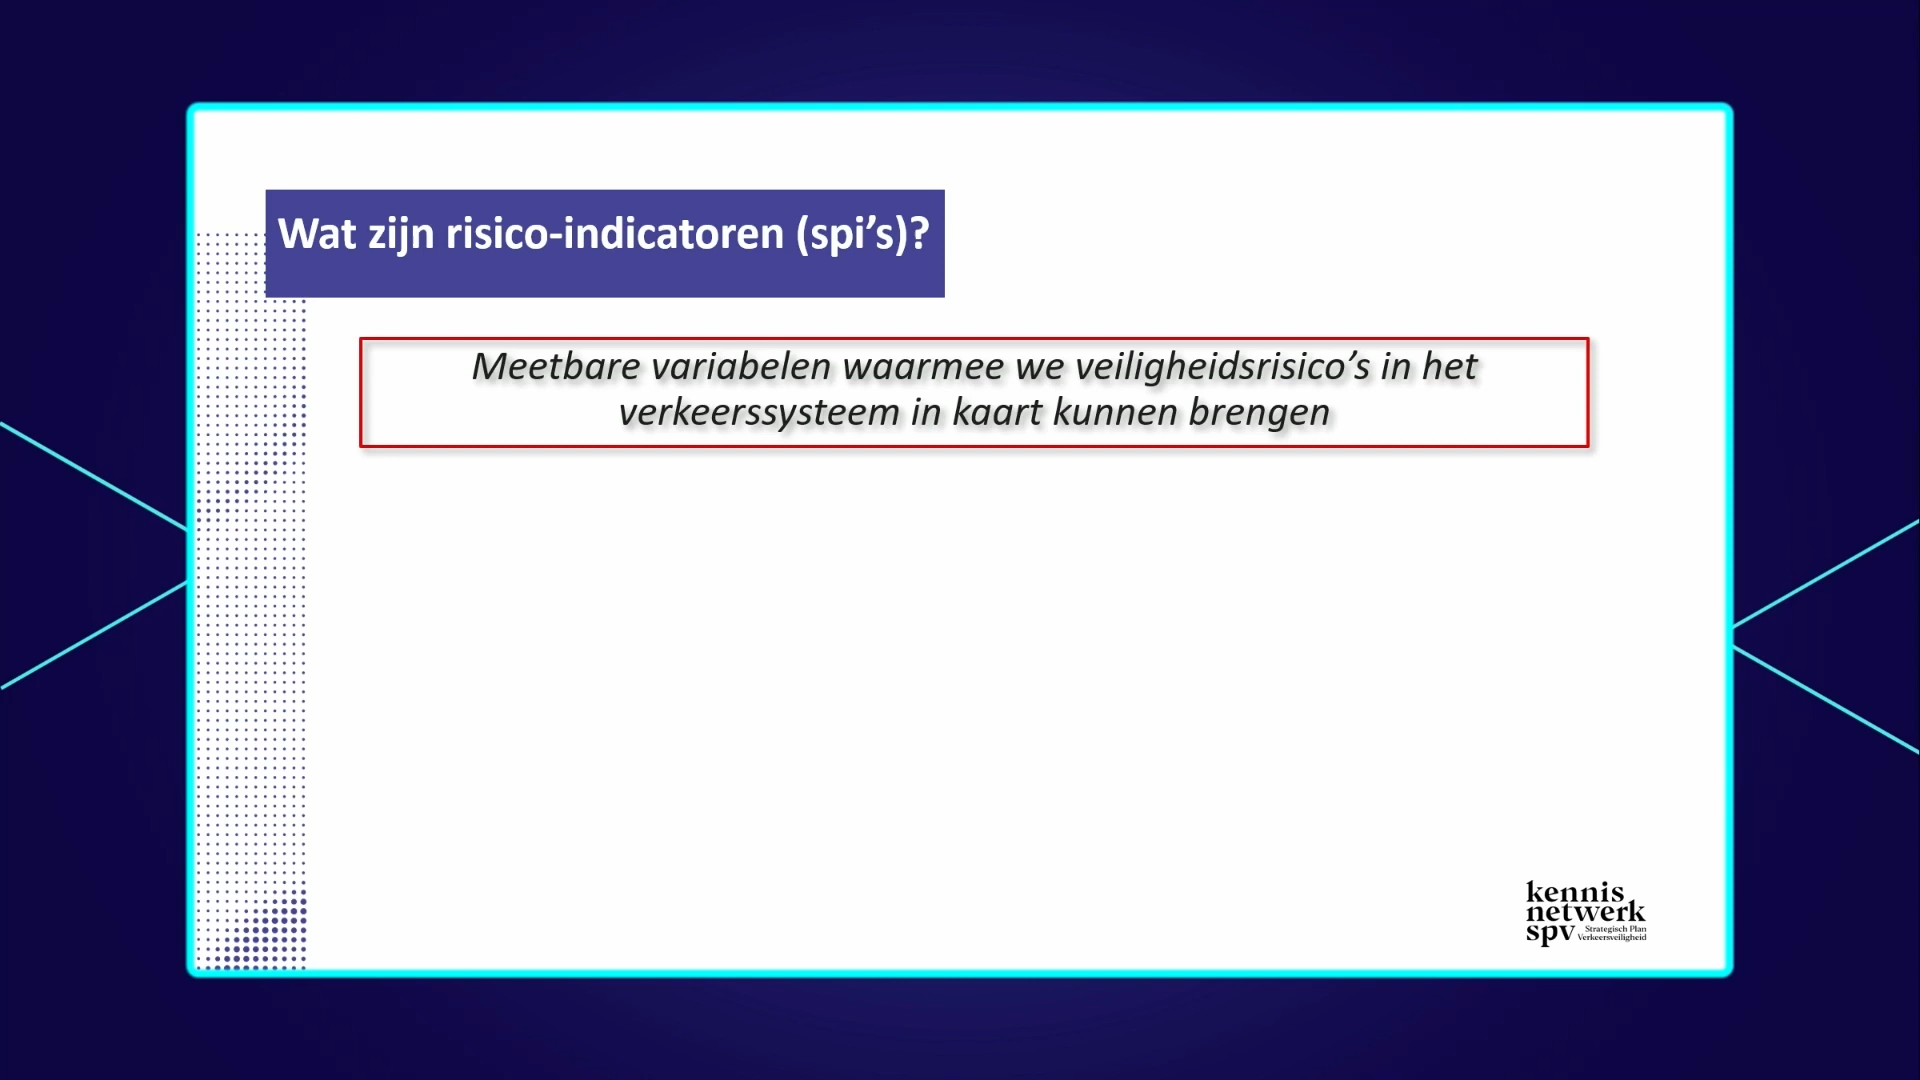 Wat zijn risico-indicatoren (spi’s)?
Meetbare variabelen waarmee we veiligheidsrisico’s in het
verkeerssysteem in kaart kunnen brengen
kennis
netwerk
spv
Strategisch Plan
Verkeersveiligheid